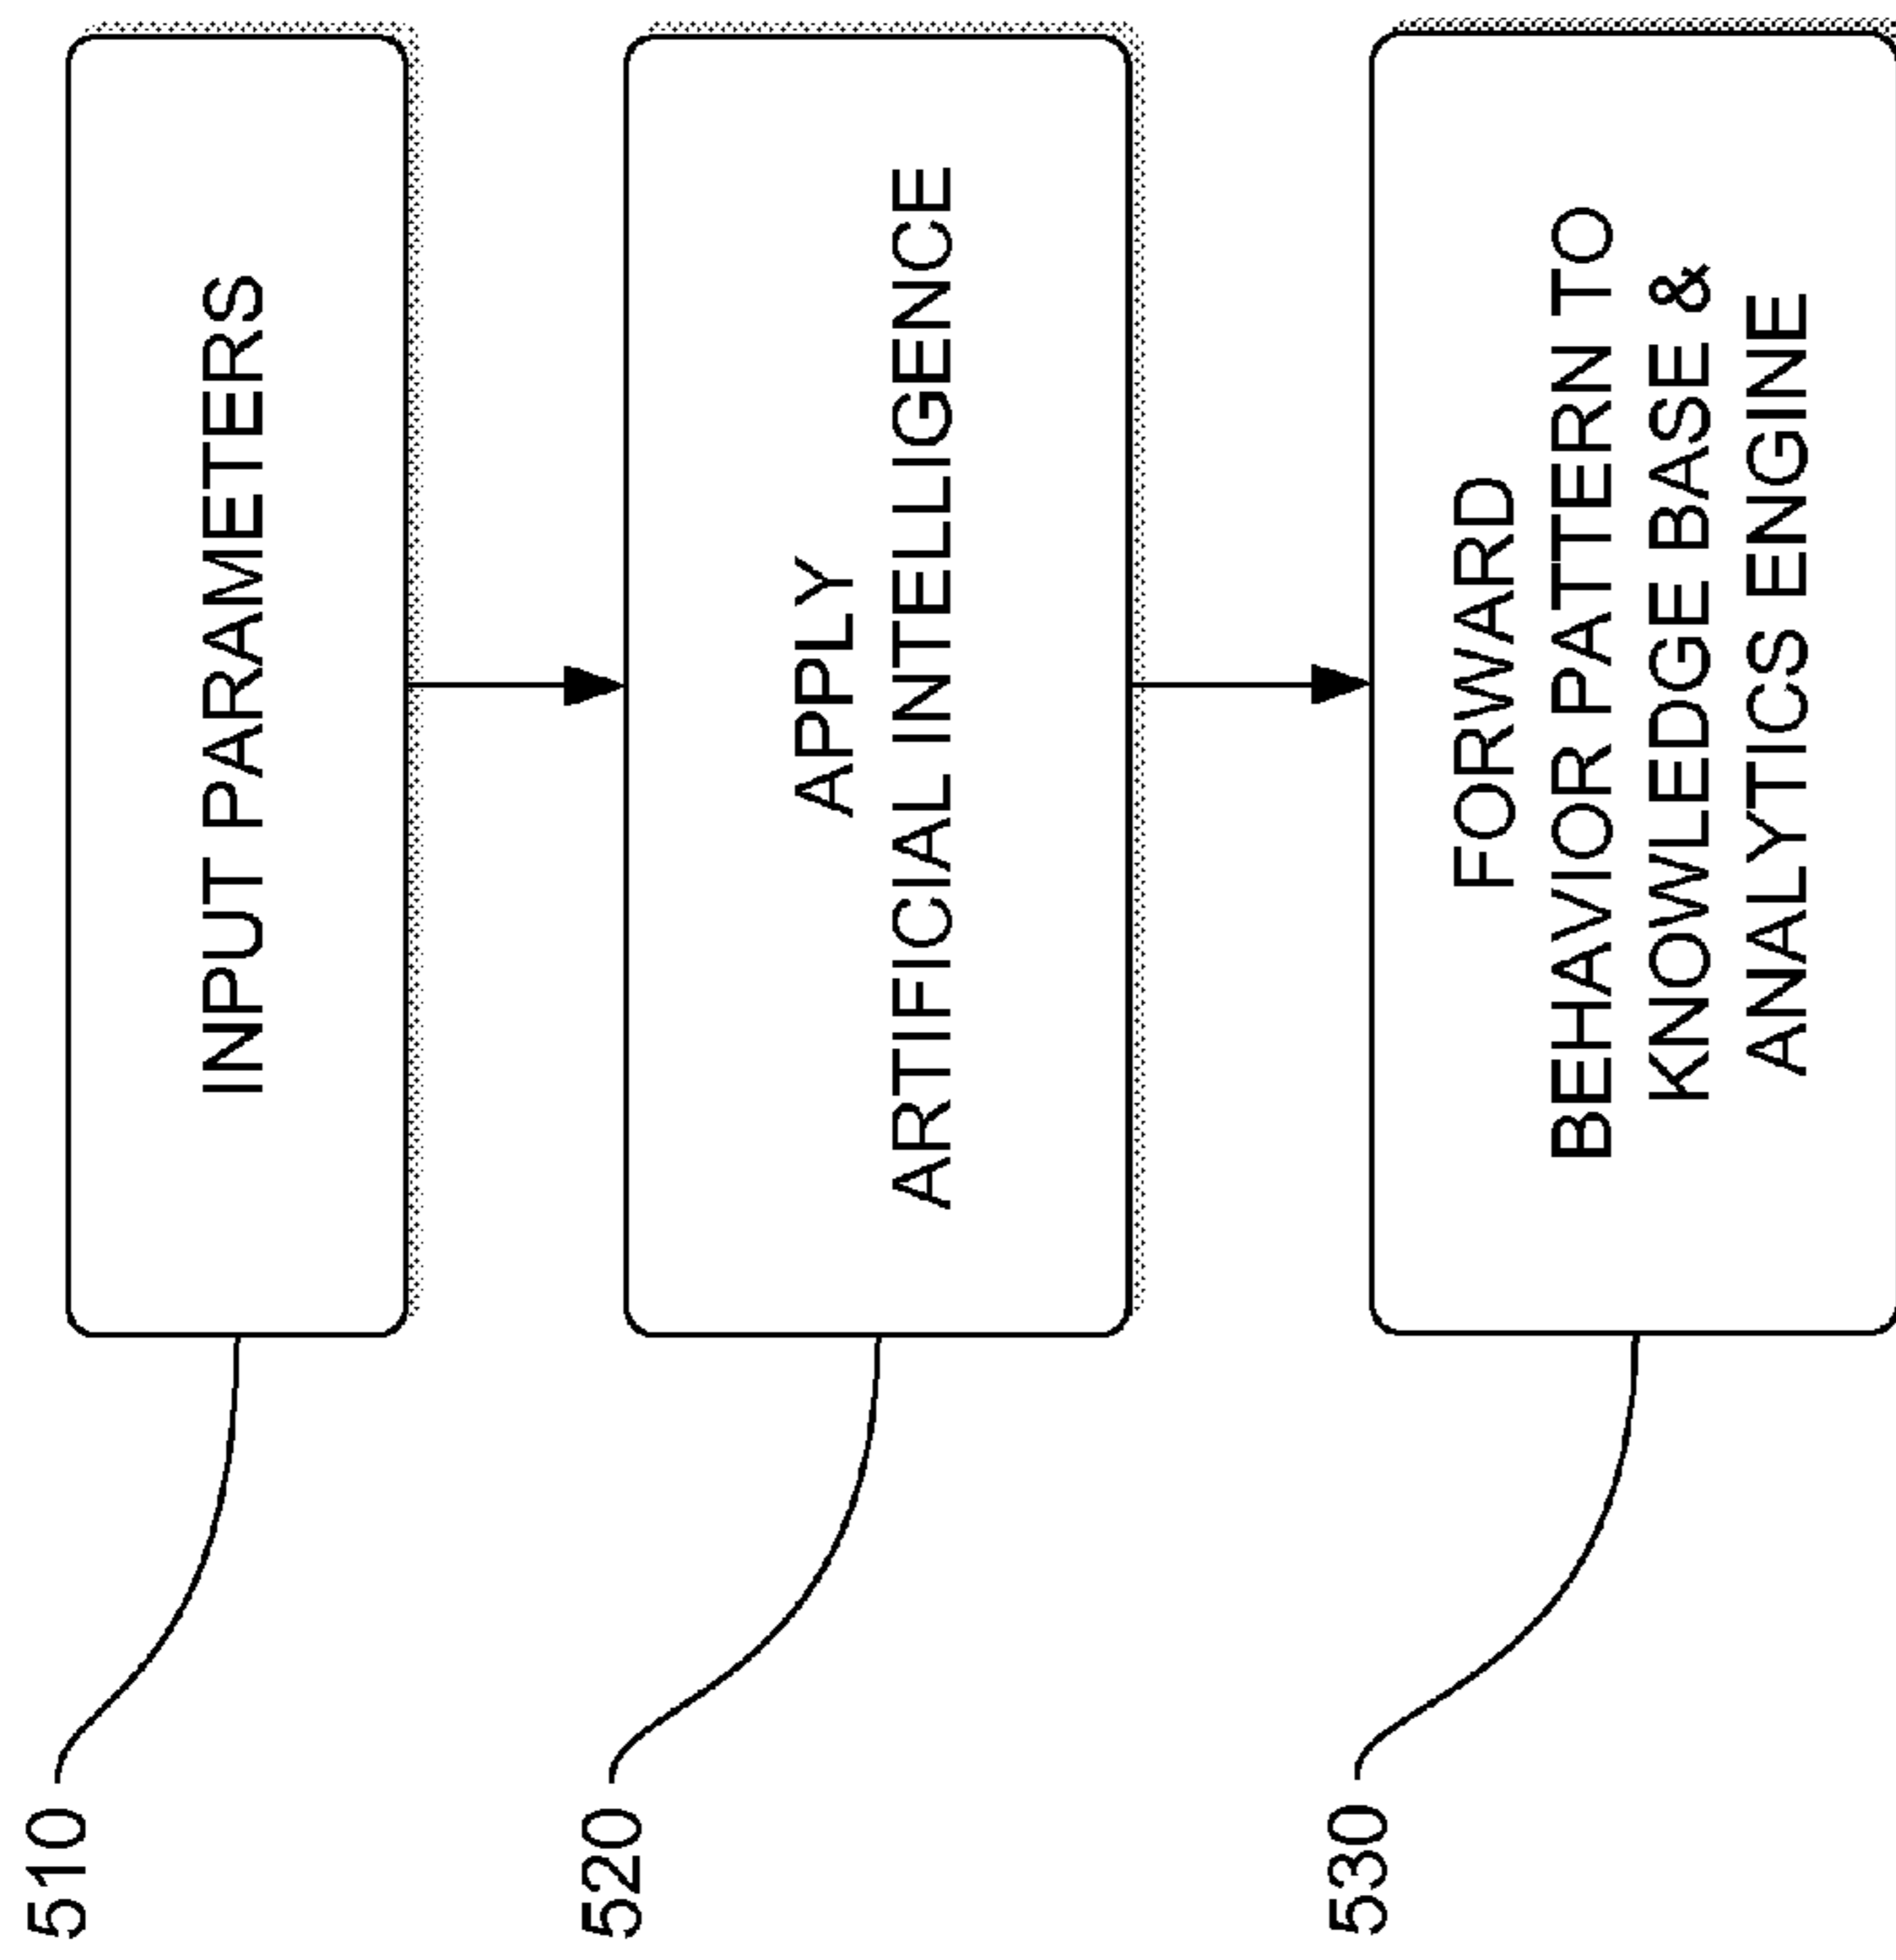 510
INPUT PARAMETERS
520
APPLY
ARTIFICIAL INTELLIGENCE
530
FORWARD
BEHAVIOR PATTERN TO
KNOWLEDGE BASE &
ANALYTICS ENGINE